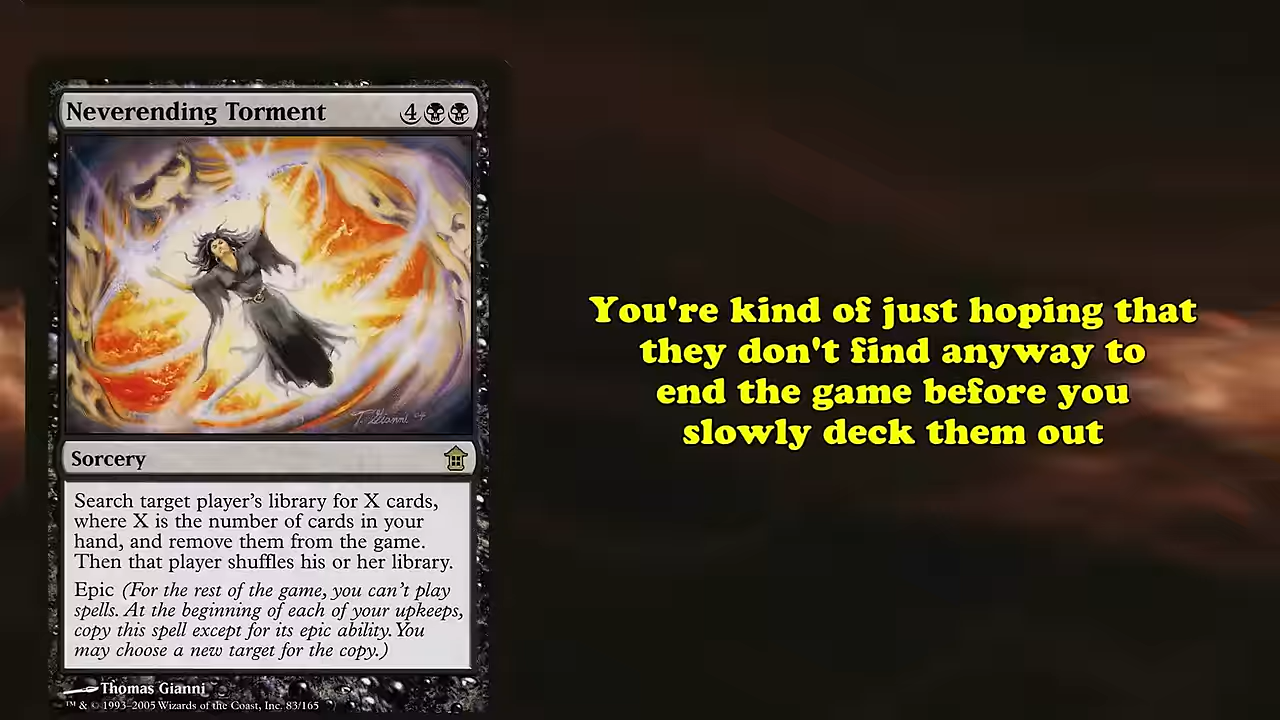 Neverending Torment 4
T. Gianni 04
Sorcery
Search target player's library for X cards,
where X is the number of cards in your
hand, and remove them from the game.
Then that player shuffles his or her library.
Epic (For the rest of the game, you can't play
spells. At the beginning of each of your upkeeps,
copy this spell except for its epic ability. You
may choose a new target for the copy.)
Thomas Gianni
™ & © 1993–2005 Wizards of the Coast, Inc. 83/165
You're kind of just hoping that
they don't find anyway to
end the game before you
slowly deck them out